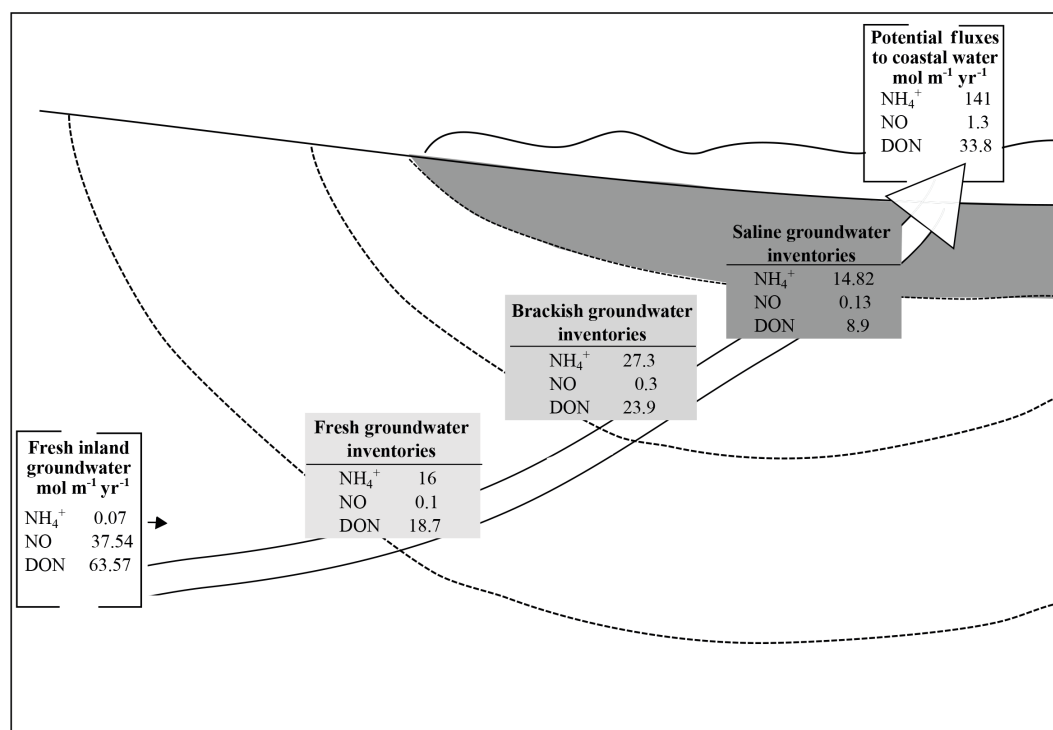 Potential fluxes
to coastal water
mol m⁻¹ yr⁻¹
NH₄⁺ 141
NO 1.3
DON 33.8
Saline groundwater
inventories
NH₄⁺ 14.82
NO 0.13
DON 8.9
Brackish groundwater
inventories
NH₄⁺ 27.3
NO 0.3
DON 23.9
Fresh groundwater
inventories
NH₄⁺ 16
NO 0.1
DON 18.7
Fresh inland
groundwater
mol m⁻¹ yr⁻¹
NH₄⁺ 0.07
NO 37.54
DON 63.57